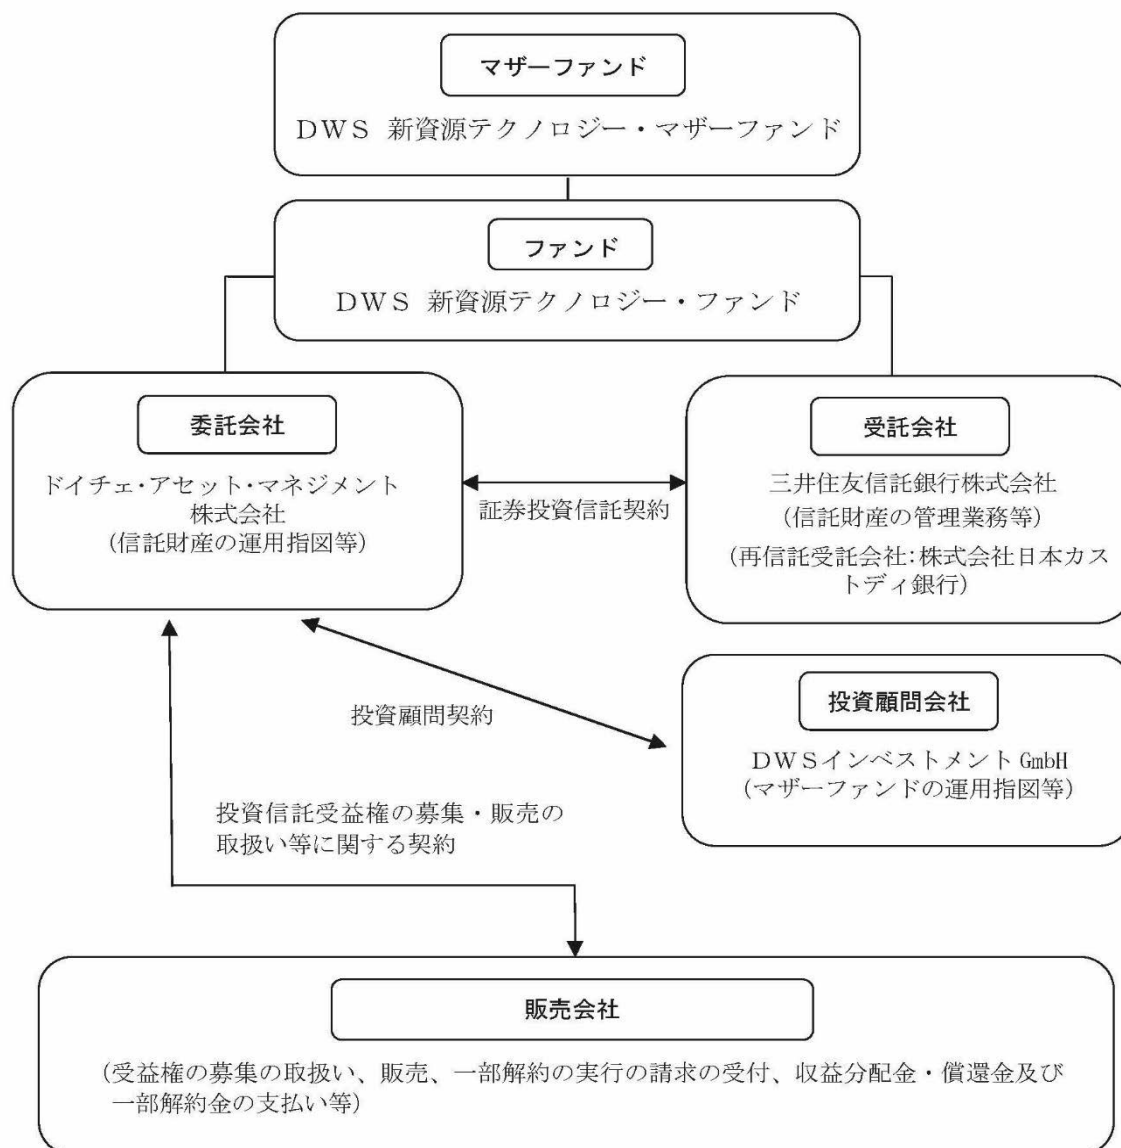 マザーファンド
DWS 新資源テクノロジー・マザーファンド
ファンド
DWS 新資源テクノロジー・ファンド
委託会社
ドイチェ・アセット・マネジメント
株式会社
(信託財産の運用指図等)
証券投資信託契約
受託会社
三井住友信託銀行株式会社
(信託財産の管理業務等)
(再信託受託会社:株式会社日本カス
トディ銀行)
投資顧問契約
投資顧問会社
DWSインベストメント GmbH
(マザーファンドの運用指図等)
投資信託受益権の募集・販売の
取扱い等に関する契約
販売会社
(受益権の募集の取扱い、販売、一部解約の実行の請求の受付、収益分配金・償還金及び
一部解約金の支払い等)